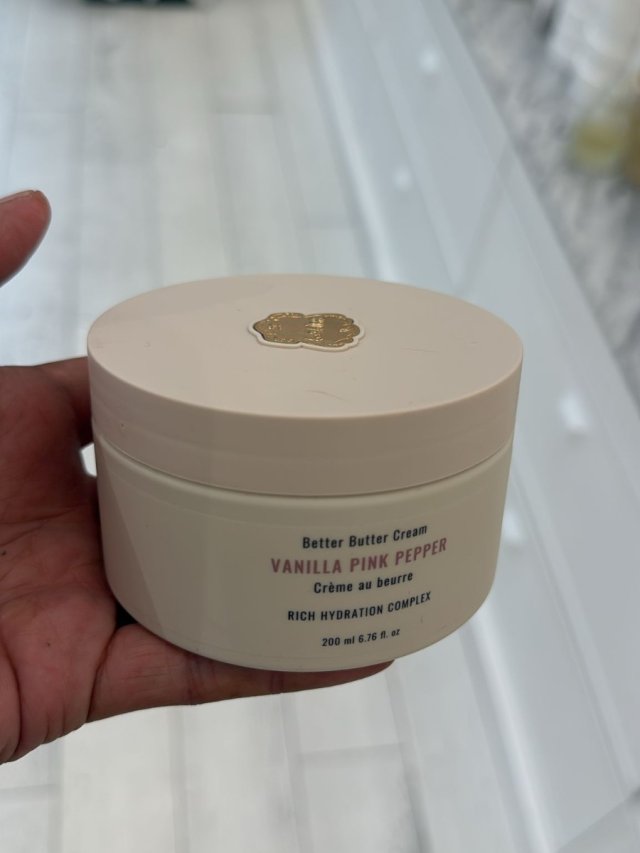 Better Butter Cream
VANILLA PINK PEPPER
Crème au beurre
RICH HYDRATION COMPLEX
200 ml 6.76 fl. oz